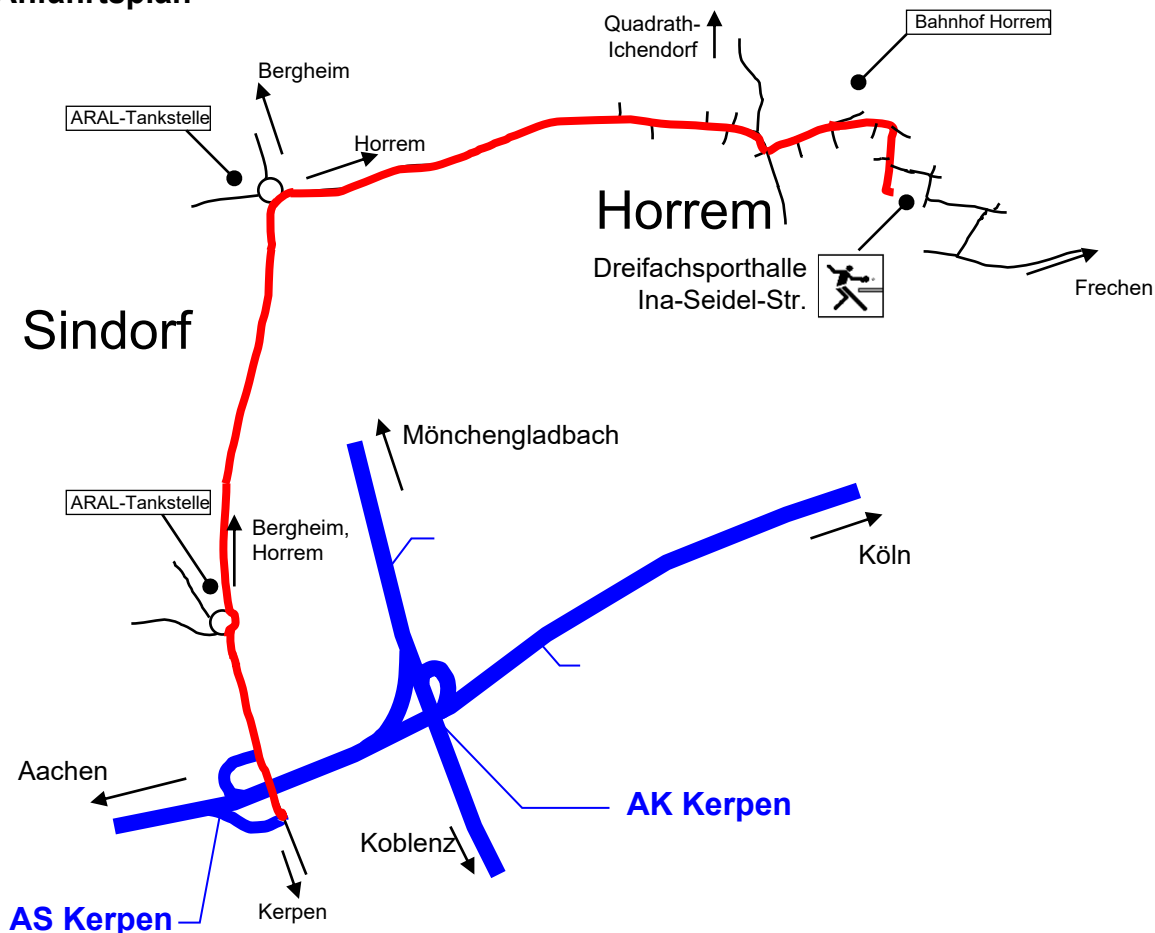 Anfahrtsplan
Quadrath-
Ichendorf
Bahnhof Horrem
Bergheim
ARAL-Tankstelle
Horrem
Horrem
Dreifachsporthalle
Ina-Seidel-Str.
Frechen
Sindorf
Mönchengladbach
ARAL-Tankstelle
Bergheim,
Horrem
Köln
Aachen
AK Kerpen
Koblenz
Kerpen
AS Kerpen